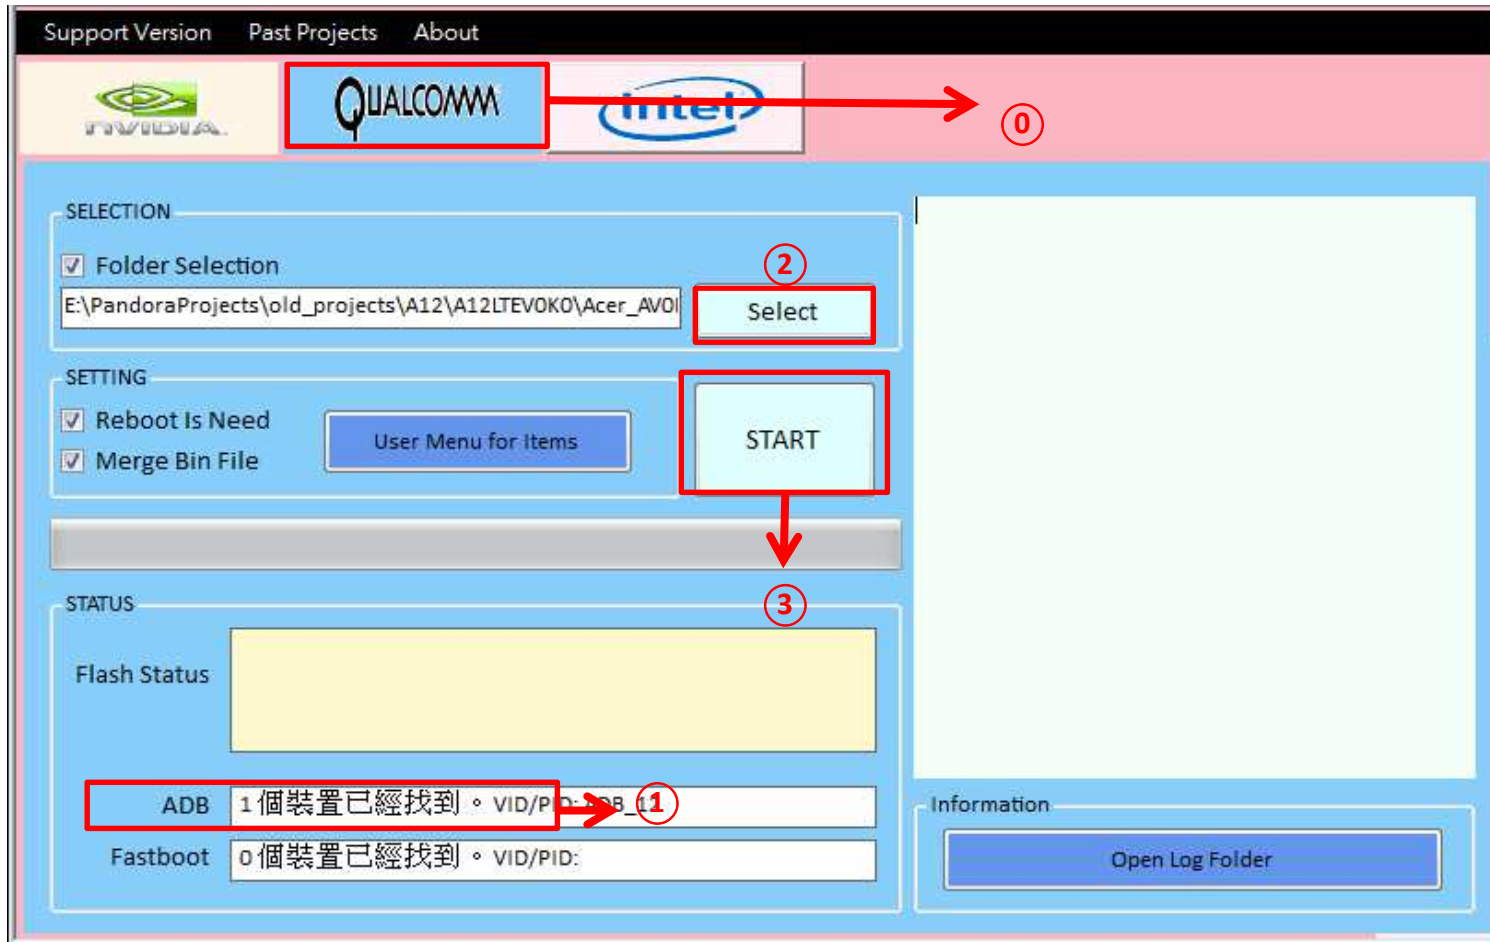 Support Version Past Projects About
NVIDIA. QUALCOMM intel
0
SELECTION
Folder Selection
2
E:\PandoraProjects\old_projects\A12\A12LTEV0K0\Acer_AV0 Select
SETTING
Reboot Is Need
Merge Bin File
User Menu for Items
START
3
STATUS
Flash Status
ADB 1 個裝置已經找到。VID/PID: ADB_12
1
Fastboot 0 個裝置已經找到。VID/PID:
Information
Open Log Folder